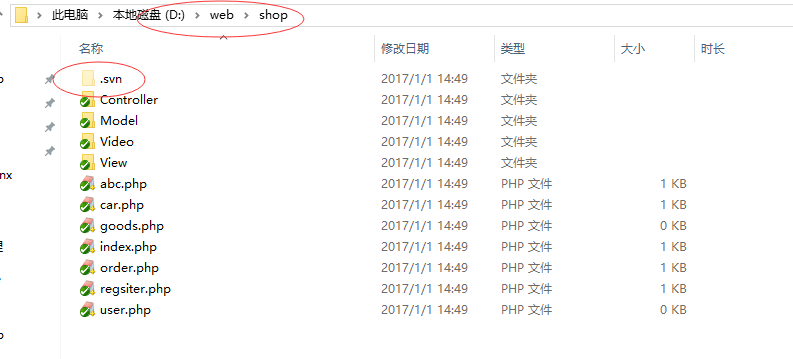 此电脑 本地磁盘 (D:) web shop
名称 修改日期 类型 大小 时长
.svn 2017/1/1 14:49 文件夹
Controller 2017/1/1 14:49 文件夹
Model 2017/1/1 14:49 文件夹
Video 2017/1/1 14:49 文件夹
View 2017/1/1 14:49 文件夹
nx
abc.php 2017/1/1 14:49 PHP 文件 1 KB
car.php 2017/1/1 14:49 PHP 文件 1 KB
goods.php 2017/1/1 14:49 PHP 文件 0 KB
理 index.php 2017/1/1 14:49 PHP 文件 1 KB
order.php 2017/1/1 14:49 PHP 文件 1 KB
regsiter.php 2017/1/1 14:49 PHP 文件 1 KB
user.php 2017/1/1 14:49 PHP 文件 0 KB